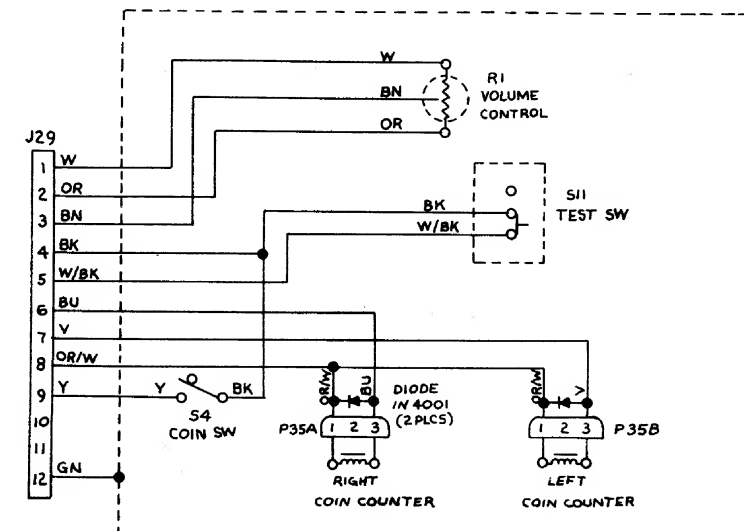 W
R1
BN
VOLUME
CONTROL
OR
J29
1 W
2 OR
3 BN
4 BK
5 W/BK
6 BU
7 V
8 OR/W
9 Y
10
11
12 GN
BK
W/BK
S11
TEST SW
Y
BK
S4
COIN SW
OR/W
BU
DIODE
IN 4001
(2 PLCS)
P35A 1 2 3
RIGHT
COIN COUNTER
OR/W
V
1 2 3 P35B
LEFT
COIN COUNTER